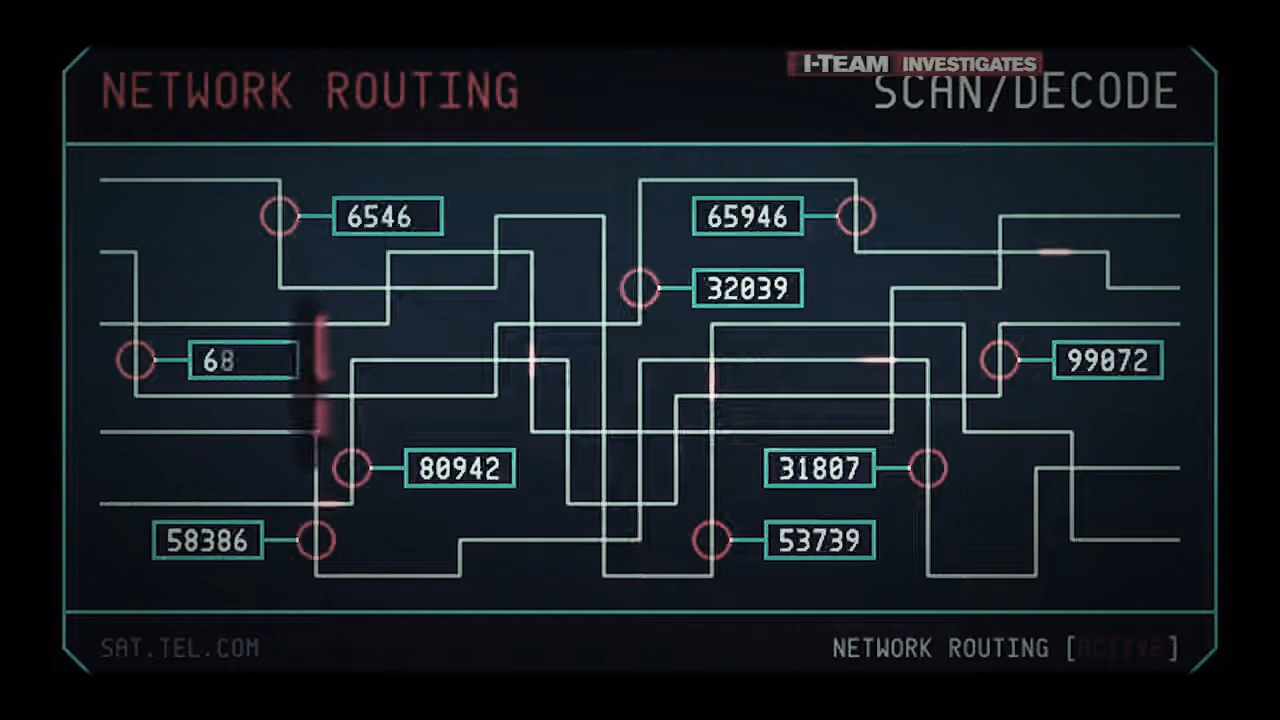 I-TEAM INVESTIGATES
NETWORK ROUTING
SCAN/DECODE
6546
65946
32039
68
99072
80942
31807
58386
53739
SAT.TEL.COM
NETWORK ROUTING [ACTIVE]